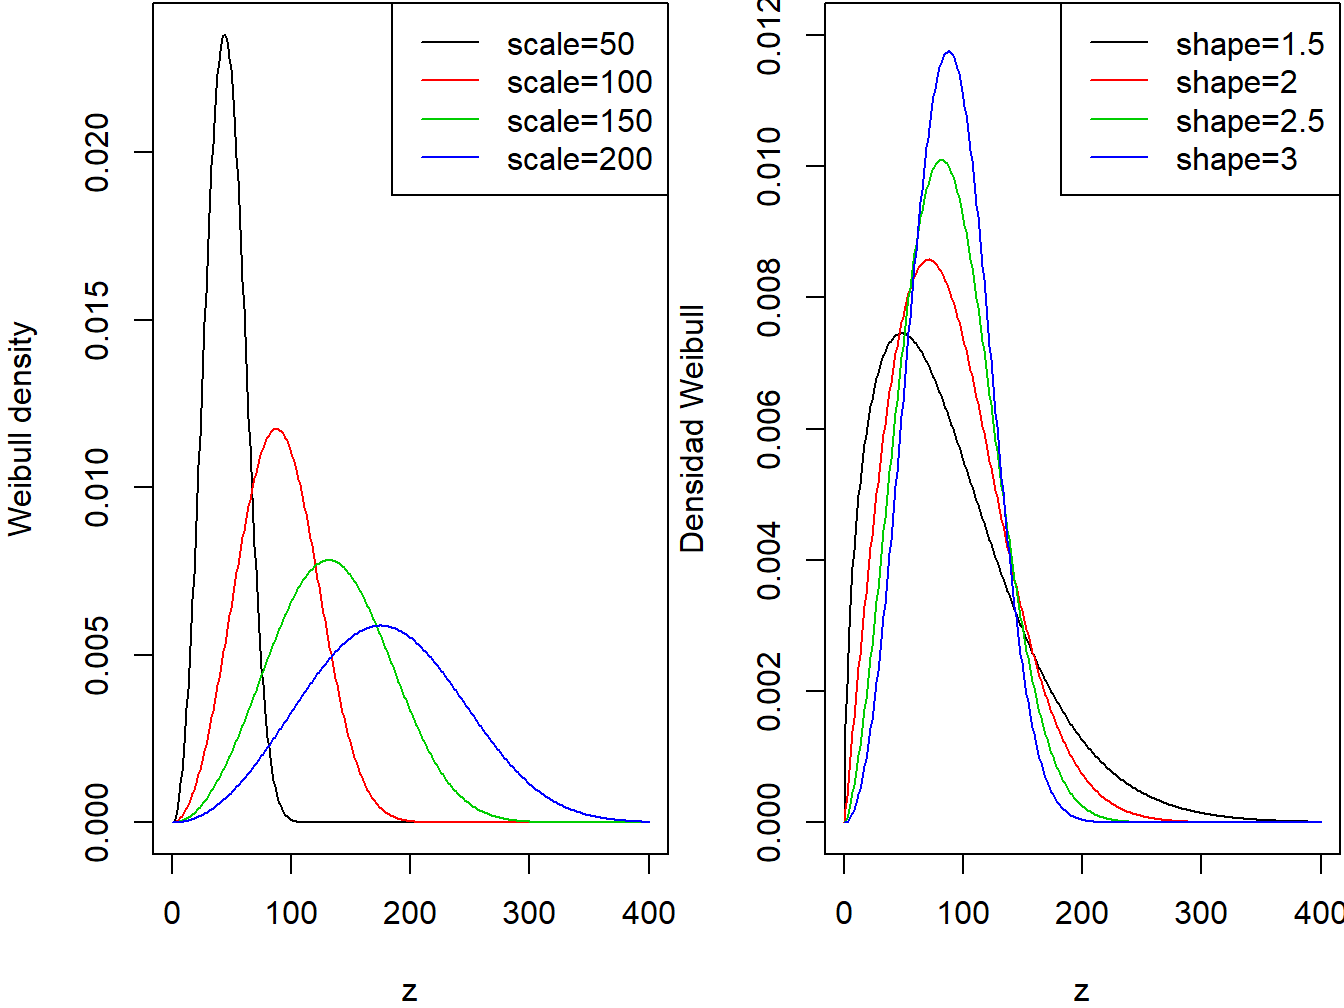 scale=50
scale=100
scale=150
scale=200
Weibull density
0.000
0.005
0.010
0.015
0.020
0
100
200
300
400
z
shape=1.5
shape=2
shape=2.5
shape=3
Densidad Weibull
0.000
0.002
0.004
0.006
0.008
0.010
0.012
0
100
200
300
400
z